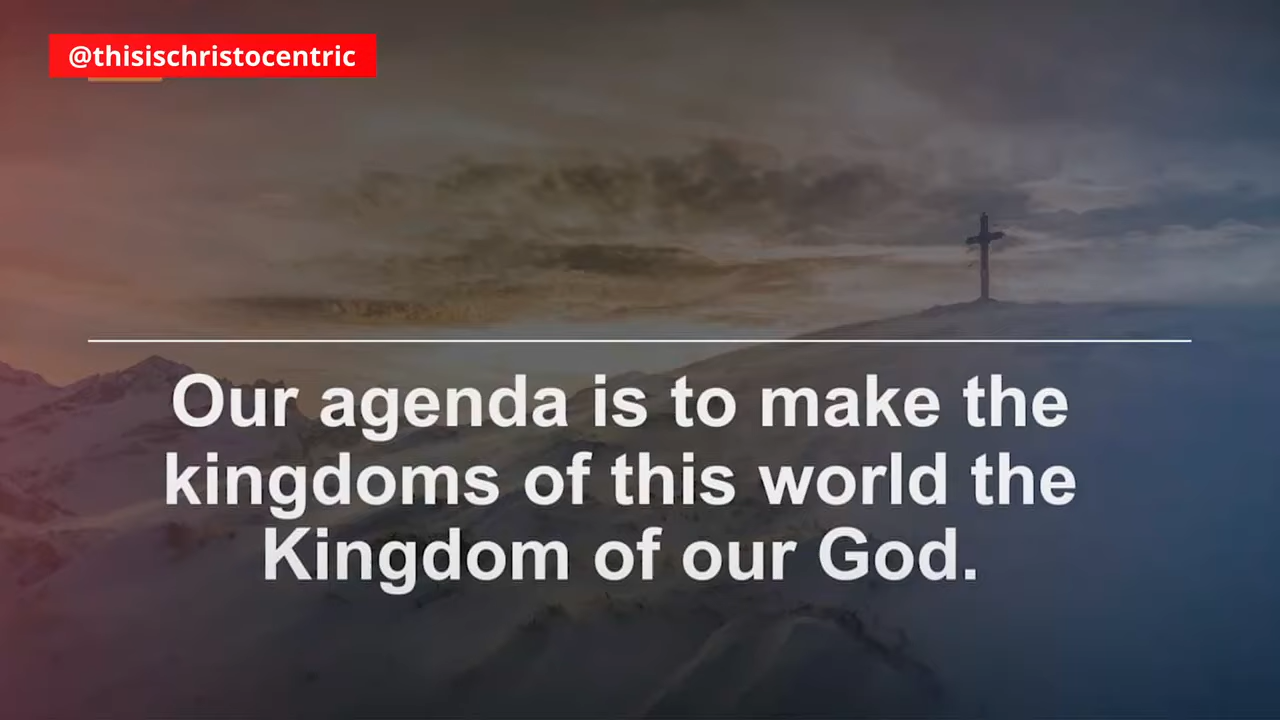 @thisischristocentric
Our agenda is to make the
kingdoms of this world the
Kingdom of our God.